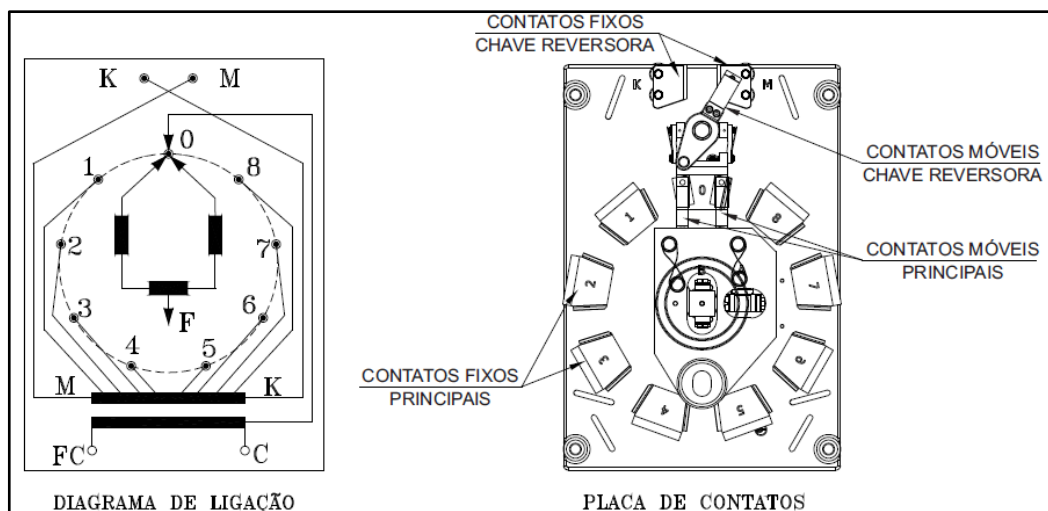 K M
0
1 8
2 7
3 6
4 5
F
M K
FC C
DIAGRAMA DE LIGAÇÃO
CONTATOS FIXOS
CHAVE REVERSORA
K M
CONTATOS MÓVEIS
CHAVE REVERSORA
0
1 8
CONTATOS MÓVEIS
PRINCIPAIS
2 7
3 6
CONTATOS FIXOS
PRINCIPAIS
4 5
PLACA DE CONTATOS